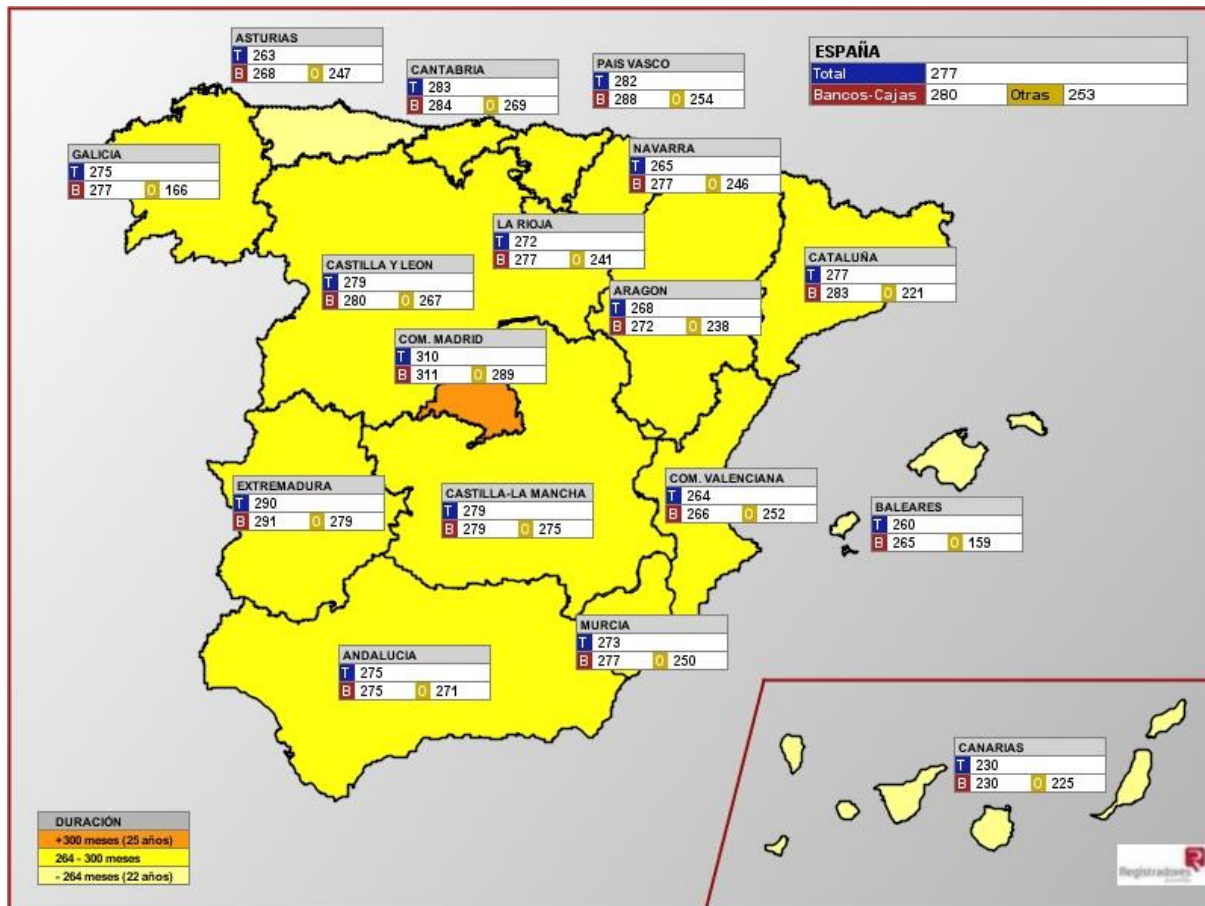 ASTURIAS
T 263
B 268 O 247
CANTABRIA
T 283
B 284 O 269
PAIS VASCO
T 282
B 288 O 254
ESPAÑA
Total 277
Bancos-Cajas 280 Otras 253
GALICIA
T 275
B 277 O 166
NAVARRA
T 265
B 277 O 246
LA RIOJA
T 272
B 277 O 241
CASTILLA Y LEON
T 279
B 280 O 267
ARAGON
T 268
B 272 O 238
CATALUÑA
T 277
B 283 O 221
COM. MADRID
T 310
B 311 O 289
EXTREMADURA
T 290
B 291 O 279
CASTILLA-LA MANCHA
T 279
B 279 O 275
COM. VALENCIANA
T 264
B 266 O 252
BALEARES
T 260
B 265 O 159
MURCIA
T 273
B 277 O 250
ANDALUCIA
T 275
B 275 O 271
CANARIAS
T 230
B 230 O 225
DURACIÓN
+300 meses (25 años)
264 - 300 meses
- 264 meses (22 años)
R
Registradores